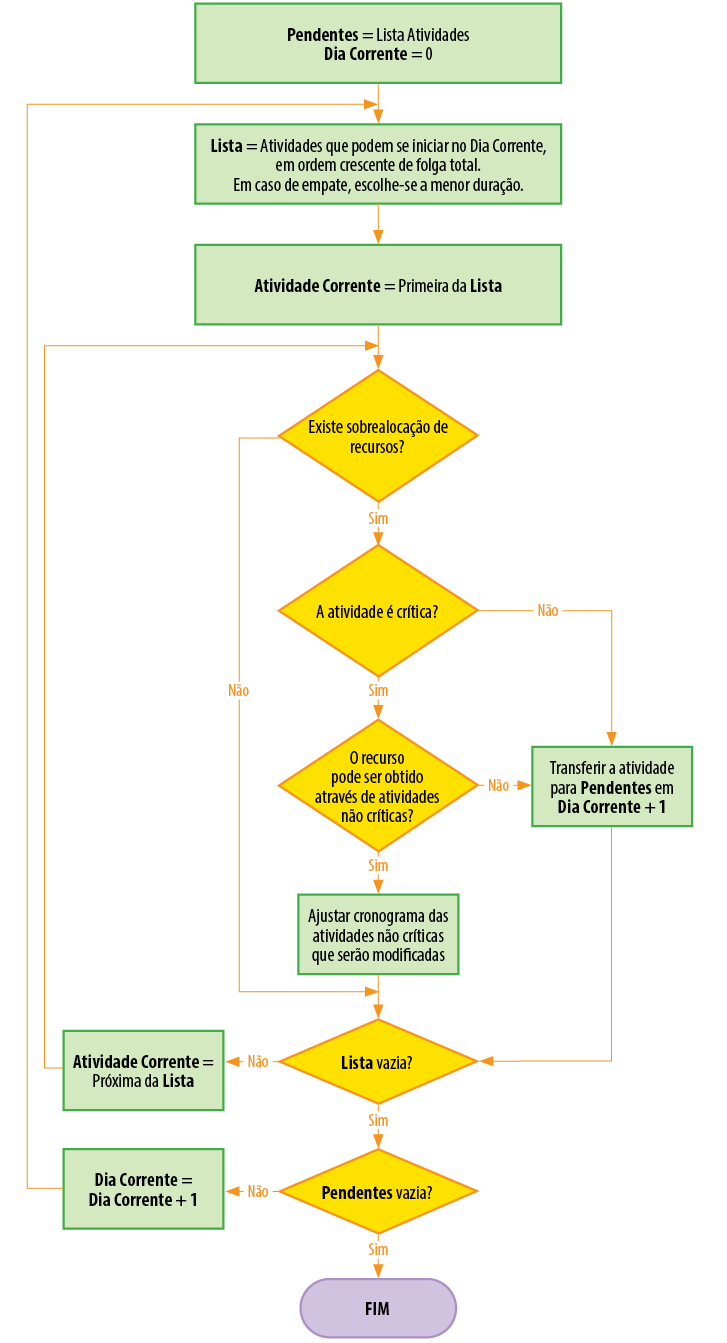 Pendentes = Lista Atividades
Dia Corrente = 0
Lista = Atividades que podem se iniciar no Dia Corrente,
em ordem crescente de folga total.
Em caso de empate, escolhe-se a menor duração.
Atividade Corrente = Primeira da Lista
Existe sobrealocação de
recursos?
Sim
A atividade é crítica?
Não
Não
Sim
O recurso
pode ser obtido
através de atividades
não críticas?
Não
Transferir a atividade
para Pendentes em
Dia Corrente + 1
Sim
Ajustar cronograma das
atividades não críticas
que serão modificadas
Atividade Corrente =
Próxima da Lista
Não
Lista vazia?
Sim
Dia Corrente =
Dia Corrente + 1
Não
Pendentes vazia?
Sim
FIM